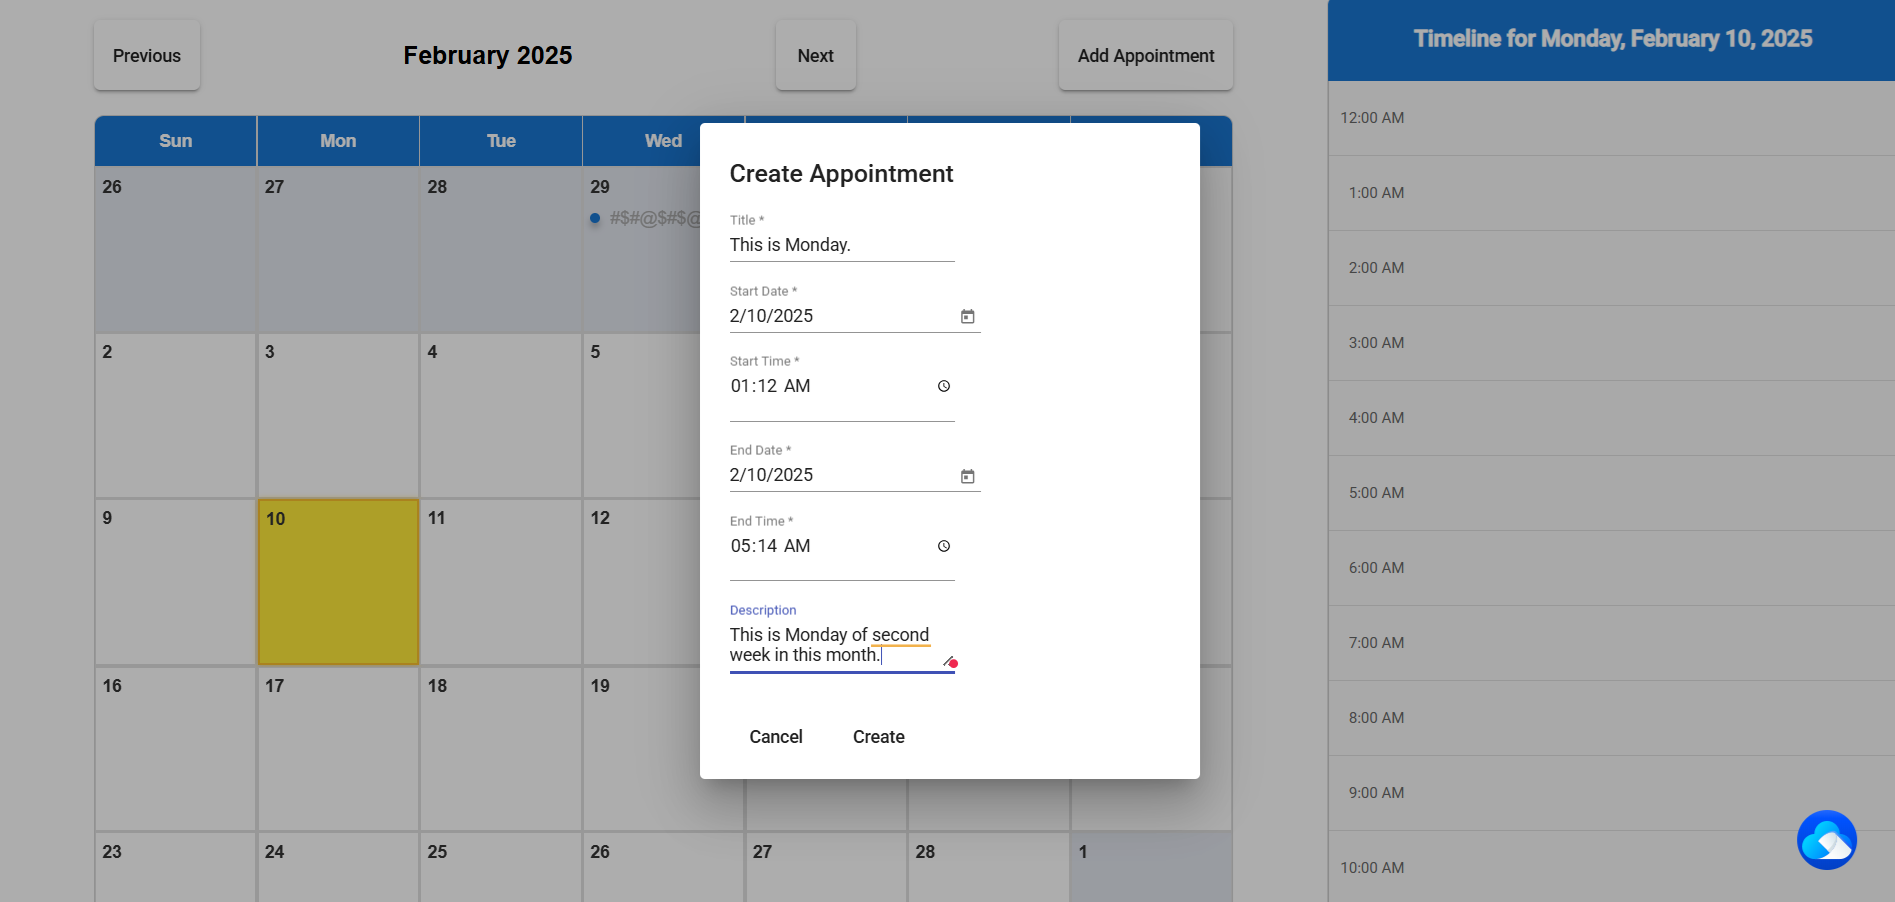 Previous
February 2025
Next
Add Appointment
Timeline for Monday, February 10, 2025
Sun Mon Tue Wed
26 27 28 29
#$#@$#$@
2 3 4 5
9 10 11 12
16 17 18 19
23 24 25 26 27 28 1
Create Appointment
Title *
This is Monday.
Start Date *
2/10/2025
Start Time *
01:12 AM
End Date *
2/10/2025
End Time *
05:14 AM
Description
This is Monday of second
week in this month.
Cancel Create
12:00 AM
1:00 AM
2:00 AM
3:00 AM
4:00 AM
5:00 AM
6:00 AM
7:00 AM
8:00 AM
9:00 AM
10:00 AM